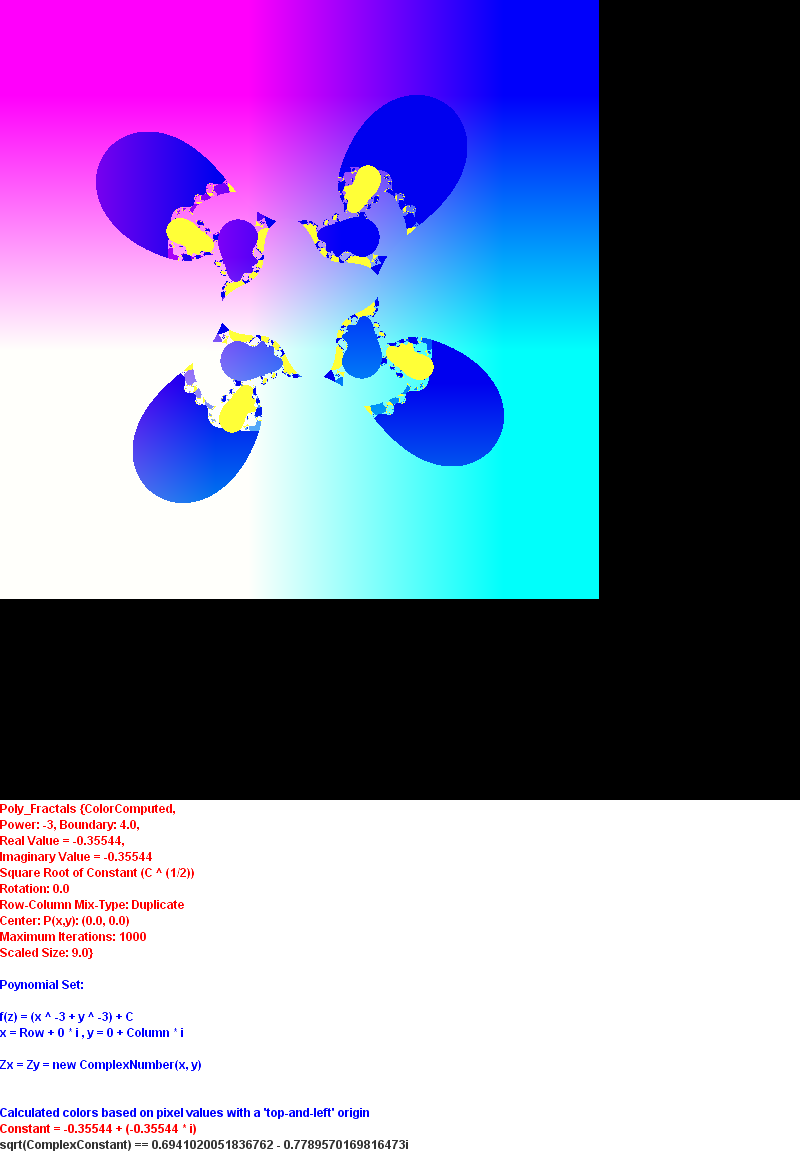 Poly_Fractals {ColorComputed,
Power: -3, Boundary: 4.0,
Real Value = -0.35544,
Imaginary Value = -0.35544
Square Root of Constant (C ^ (1/2))
Rotation: 0.0
Row-Column Mix-Type: Duplicate
Center: P(x,y): (0.0, 0.0)
Maximum Iterations: 1000
Scaled Size: 9.0}
Poynomial Set:
f(z) = (x ^ -3 + y ^ -3) + C
x = Row + 0 * i , y = 0 + Column * i
Zx = Zy = new ComplexNumber(x, y)
Calculated colors based on pixel values with a 'top-and-left' origin
Constant = -0.35544 + (-0.35544 * i)
sqrt(ComplexConstant) == 0.6941020051836762 - 0.7789570169816473i